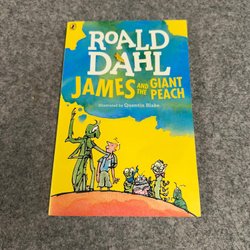 ROALD
DAHL
JAMES AND THE GIANT
PEACH
Illustrated by Quentin Blake